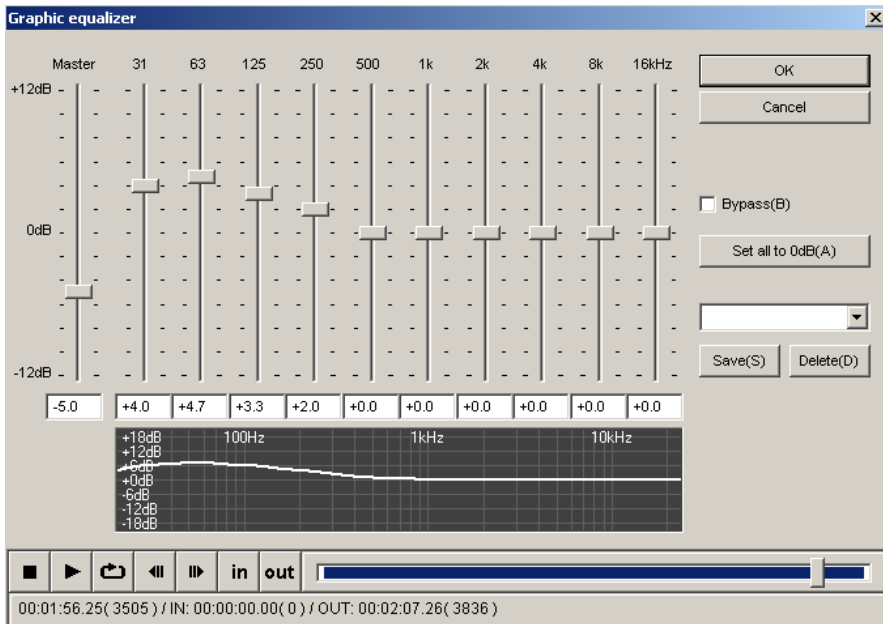 Graphic equalizer
Master 31 63 125 250 500 1k 2k 4k 8k 16kHz
+12dB
0dB
-12dB
-5.0 +4.0 +4.7 +3.3 +2.0 +0.0 +0.0 +0.0 +0.0 +0.0 +0.0
OK
Cancel
Bypass(B)
Set all to 0dB(A)
Save(S) Delete(D)
+18dB 100Hz 1kHz 10kHz
+12dB
+6dB
+0dB
-6dB
-12dB
-18dB
in out
00:01:56.25( 3505 ) / IN: 00:00:00.00( 0 ) / OUT: 00:02:07.26( 3836 )